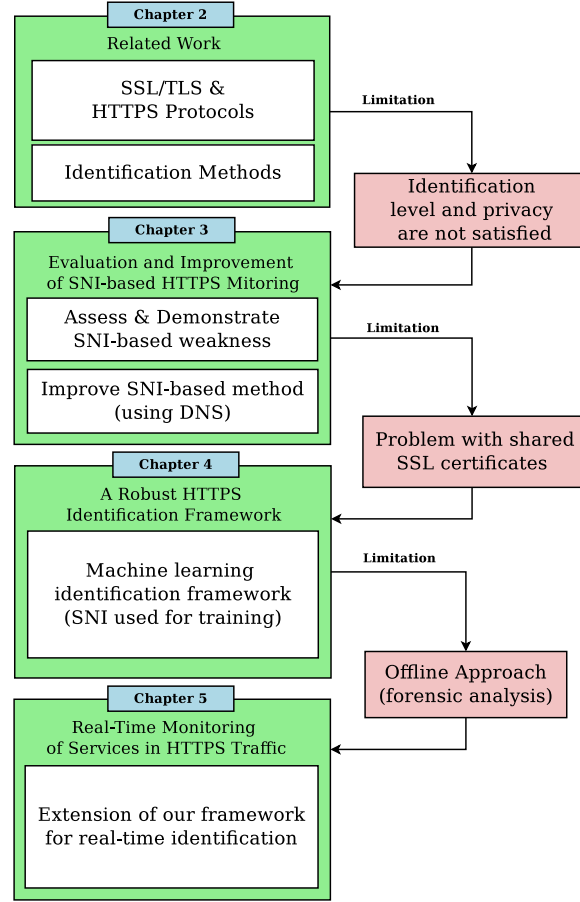 Chapter 2
Related Work
SSL/TLS &
HTTPS Protocols
Identification Methods
Limitation
Identification
level and privacy
are not satisfied
Chapter 3
Evaluation and Improvement
of SNI-based HTTPS Mitoring
Assess & Demonstrate
SNI-based weakness
Improve SNI-based method
(using DNS)
Limitation
Problem with shared
SSL certificates
Chapter 4
A Robust HTTPS
Identification Framework
Machine learning
identification framework
(SNI used for training)
Limitation
Offline Approach
(forensic analysis)
Chapter 5
Real-Time Monitoring
of Services in HTTPS Traffic
Extension of our framework
for real-time identification